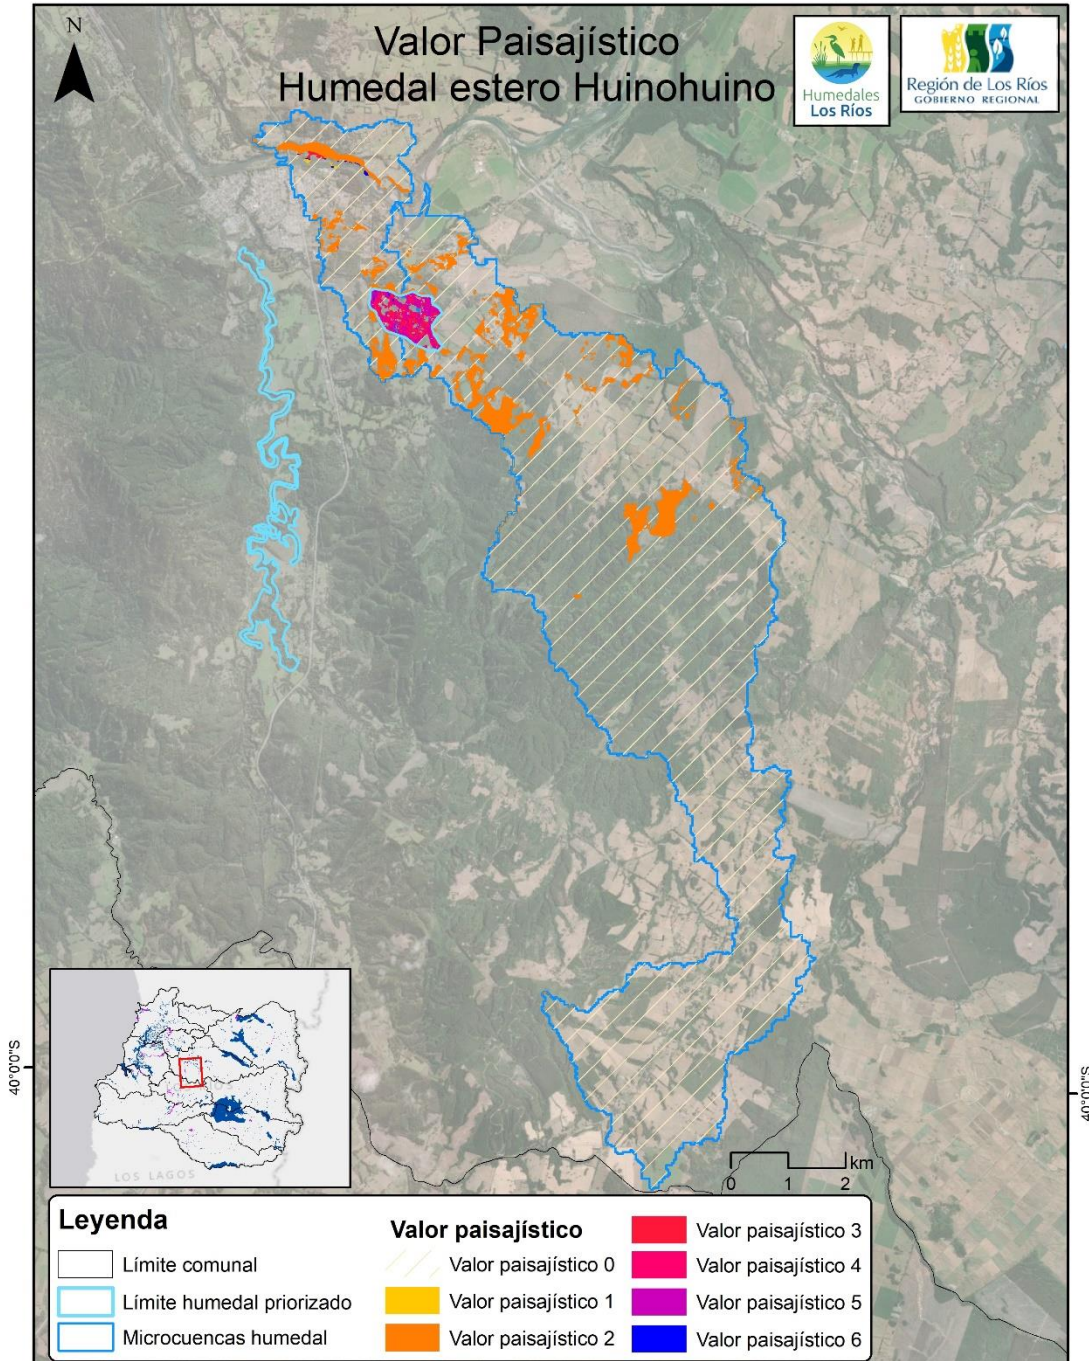 N
Valor Paisajístico
Humedal estero Huinohuino
Humedales
Los Ríos
Región de Los Ríos
GOBIERNO REGIONAL
40°0'0"S
40°0'0"S
LOS LAGOS
km
0 1 2
Leyenda
Límite comunal
Límite humedal priorizado
Microcuencas humedal
Valor paisajístico
Valor paisajístico 0
Valor paisajístico 1
Valor paisajístico 2
Valor paisajístico 3
Valor paisajístico 4
Valor paisajístico 5
Valor paisajístico 6